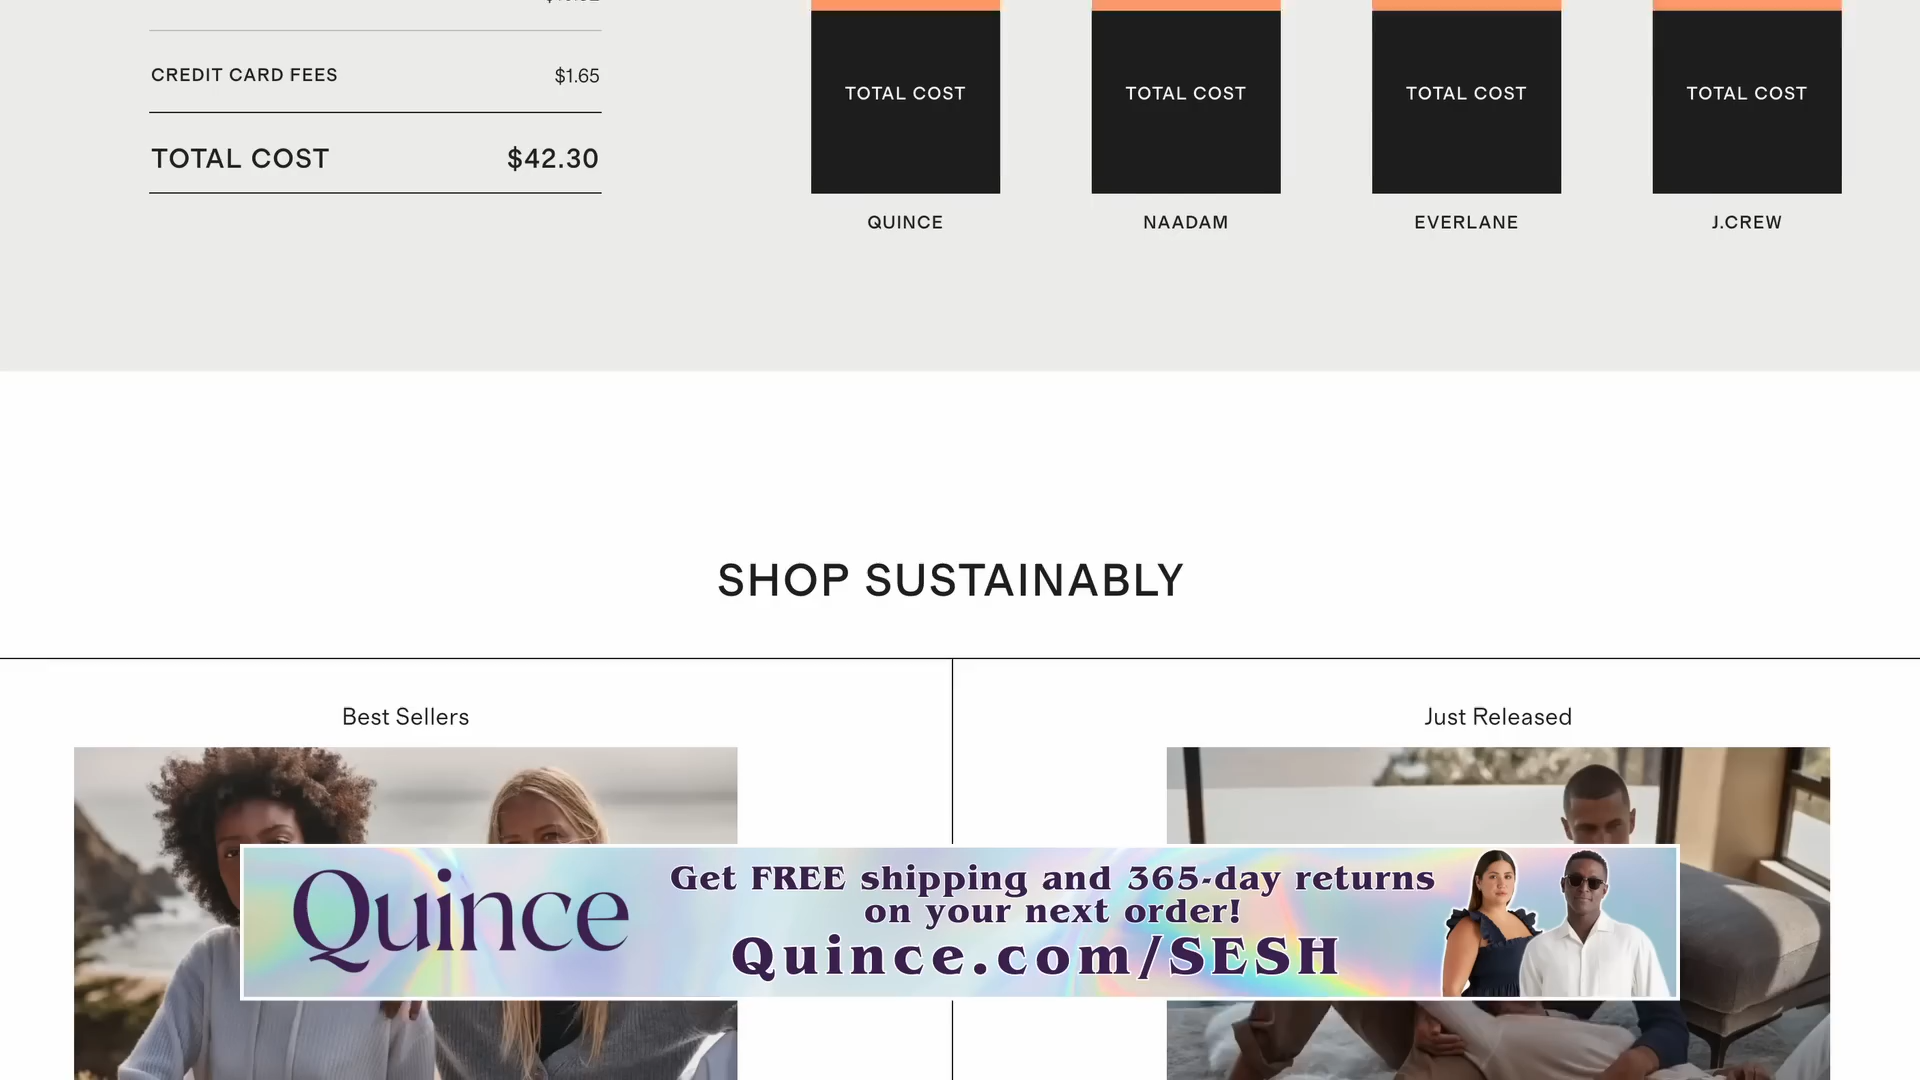 CREDIT CARD FEES $1.65
TOTAL COST $42.30
TOTAL COST TOTAL COST TOTAL COST TOTAL COST
QUINCE NAADAM EVERLANE J.CREW
SHOP SUSTAINABLY
Best Sellers
Just Released
Quince
Get FREE shipping and 365-day returns
on your next order!
Quince.com/SESH